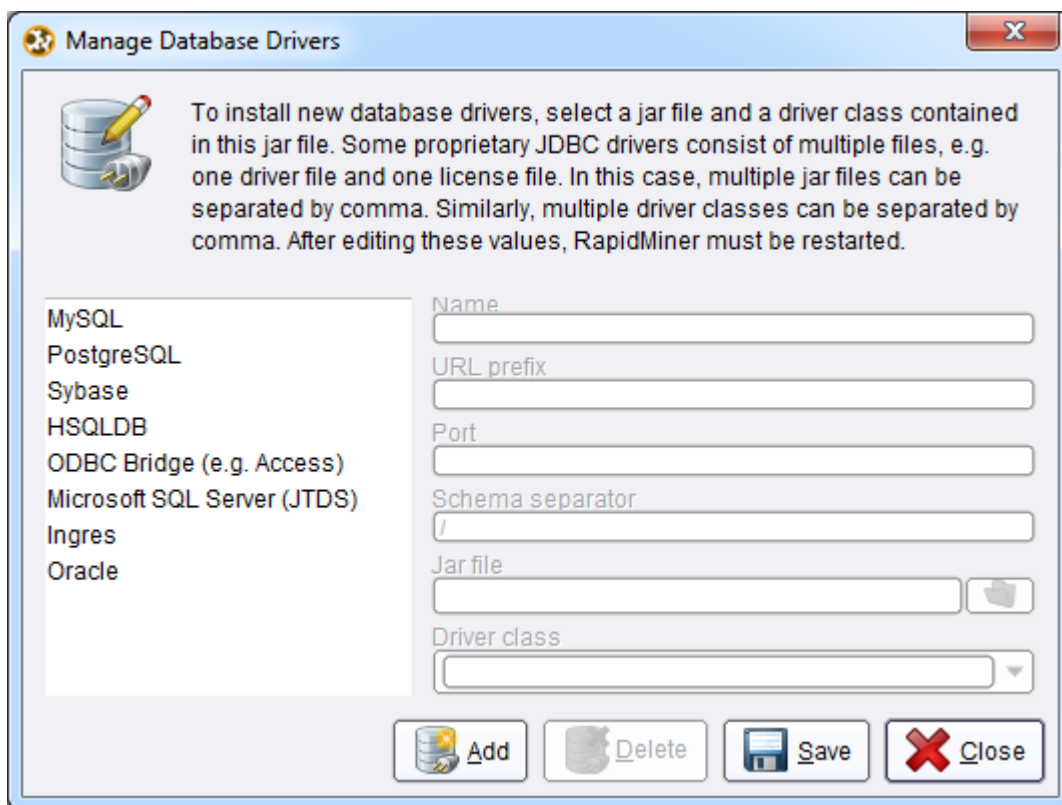 Manage Database Drivers
To install new database drivers, select a jar file and a driver class contained
in this jar file. Some proprietary JDBC drivers consist of multiple files, e.g.
one driver file and one license file. In this case, multiple jar files can be
separated by comma. Similarly, multiple driver classes can be separated by
comma. After editing these values, RapidMiner must be restarted.
MySQL
PostgreSQL
Sybase
HSQLDB
ODBC Bridge (e.g. Access)
Microsoft SQL Server (JTDS)
Ingres
Oracle
Name
URL prefix
Port
Schema separator
/
Jar file
Driver class
Add
Delete
Save
Close